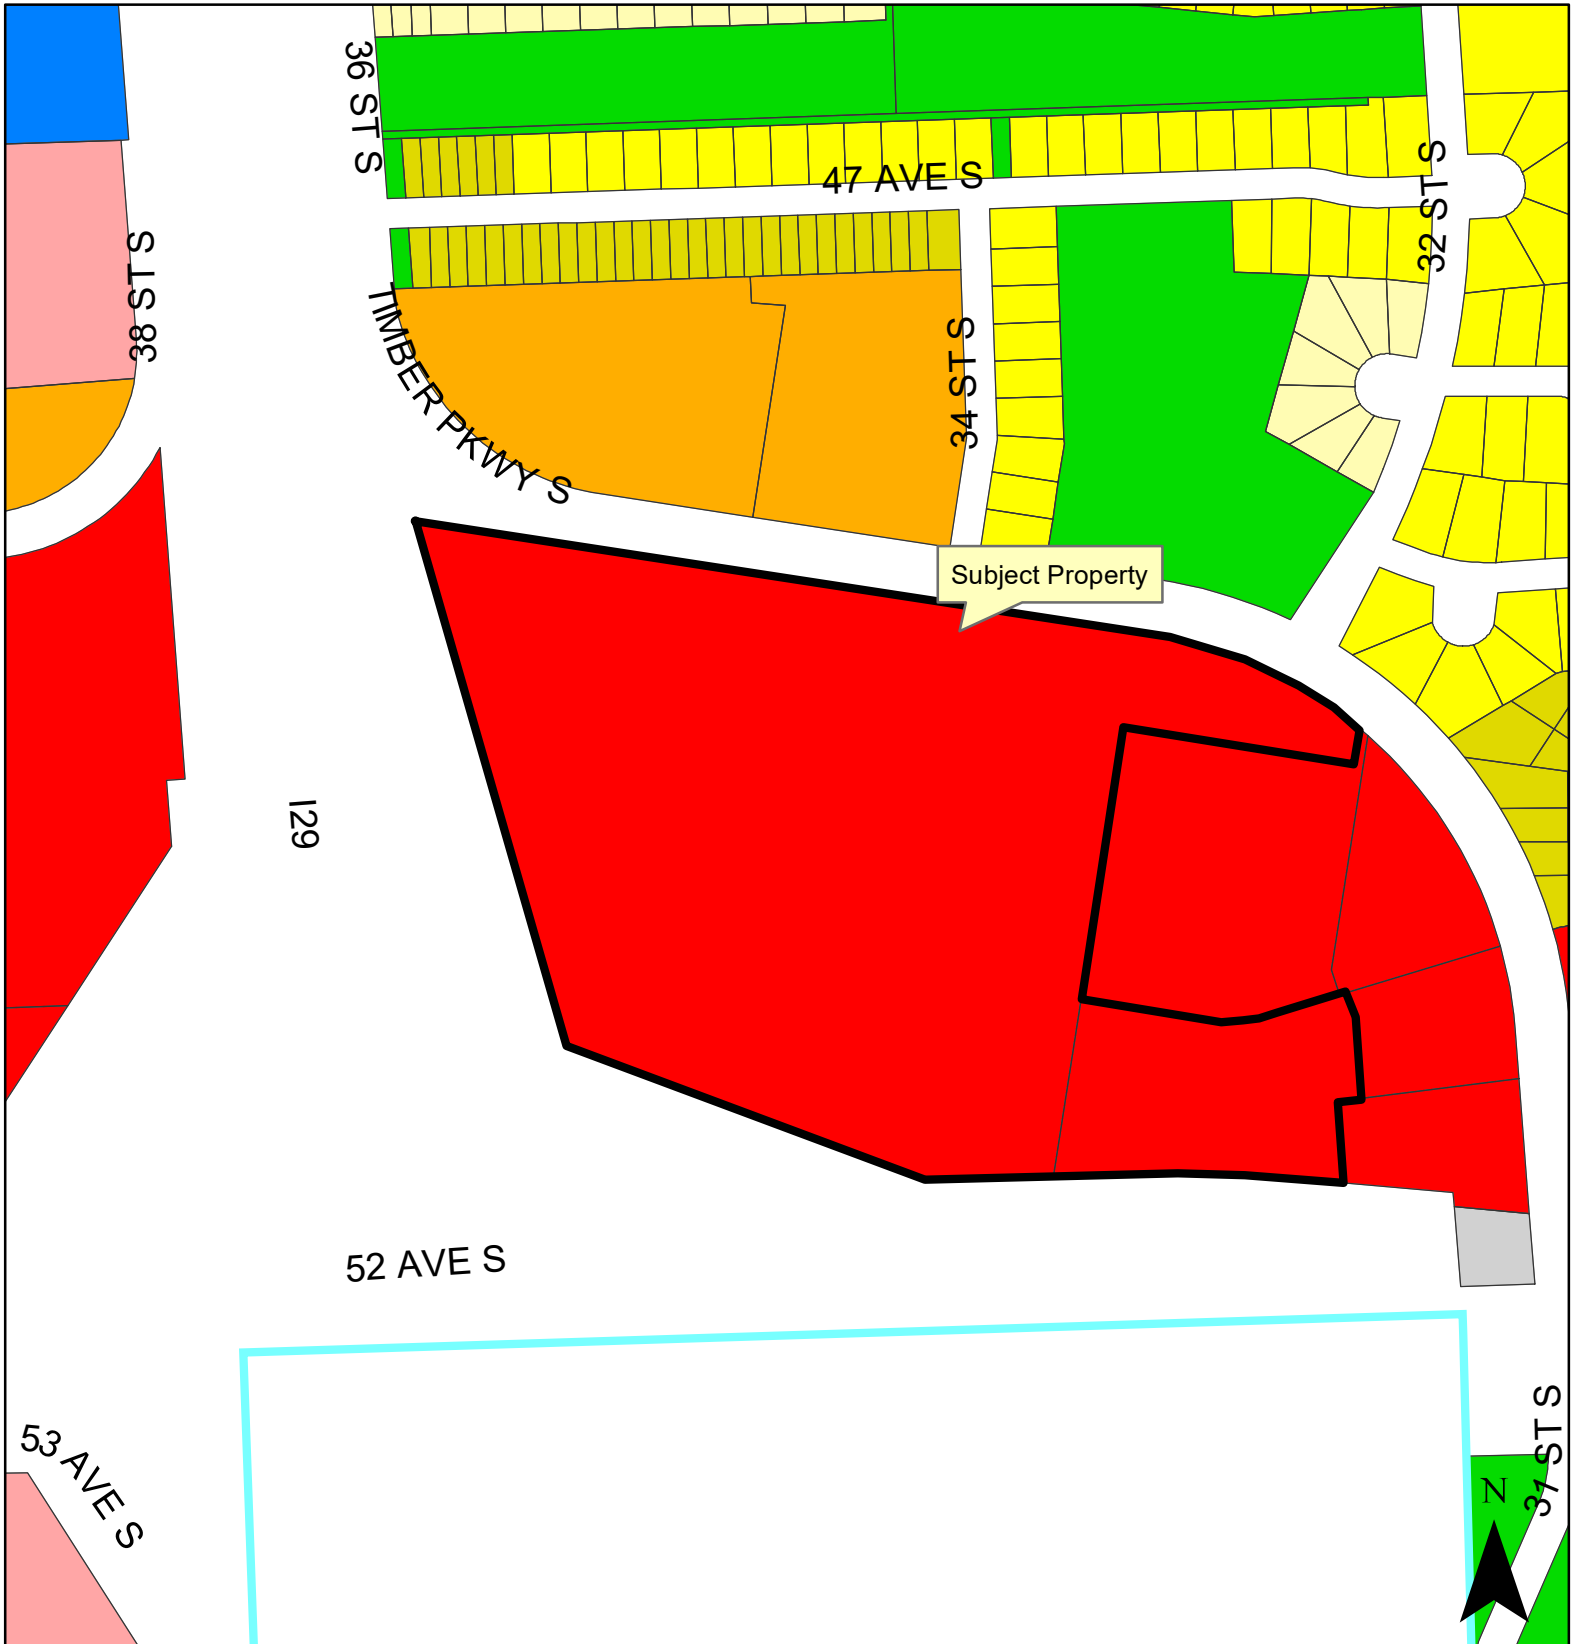 36 ST S
47 AVE S
32 ST S
38 ST S
TIMBER PKWY S
34 ST S
Subject Property
I29
52 AVE S
53 AVE S
31 ST S
N